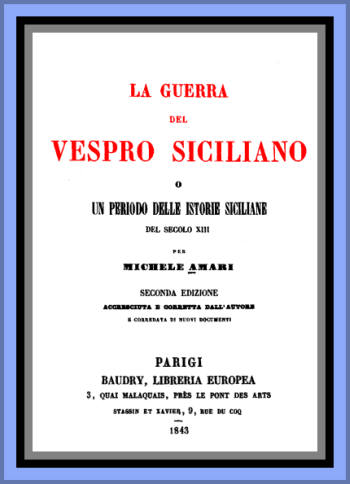 LA GUERRA
DEL
VESPRO SICILIANO
O
UN PERIODO DELLE ISTORIE SICILIANE
DEL SECOLO XIII
PER
MICHELE AMARI
SECONDA EDIZIONE
ACCRESCIUTA E CORRETTA DALL'AUTORE
E CORREDATA DI NUOVI DOCUMENTI
PARIGI
BAUDRY, LIBRERIA EUROPEA
3, QUAI MALAQUAIS, PRÈS LE PONT DES ARTS
STASSIN ET XAVIER, 9, RUE DU COQ
1843